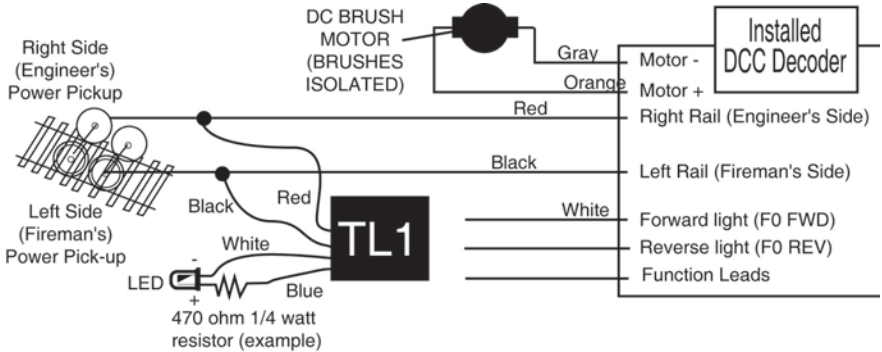 DC BRUSH
MOTOR
(BRUSHES
ISOLATED)
Installed
DCC Decoder
Right Side
(Engineer's)
Power Pickup
Gray
Motor -
Orange
Motor +
Red
Right Rail (Engineer's Side)
Black
Left Rail (Fireman's Side)
Left Side
(Fireman's)
Power Pick-up
Black
Red
TL1
White
Forward light (F0 FWD)
Reverse light (F0 REV)
Function Leads
White
-
LED
+
Blue
470 ohm 1/4 watt
resistor (example)